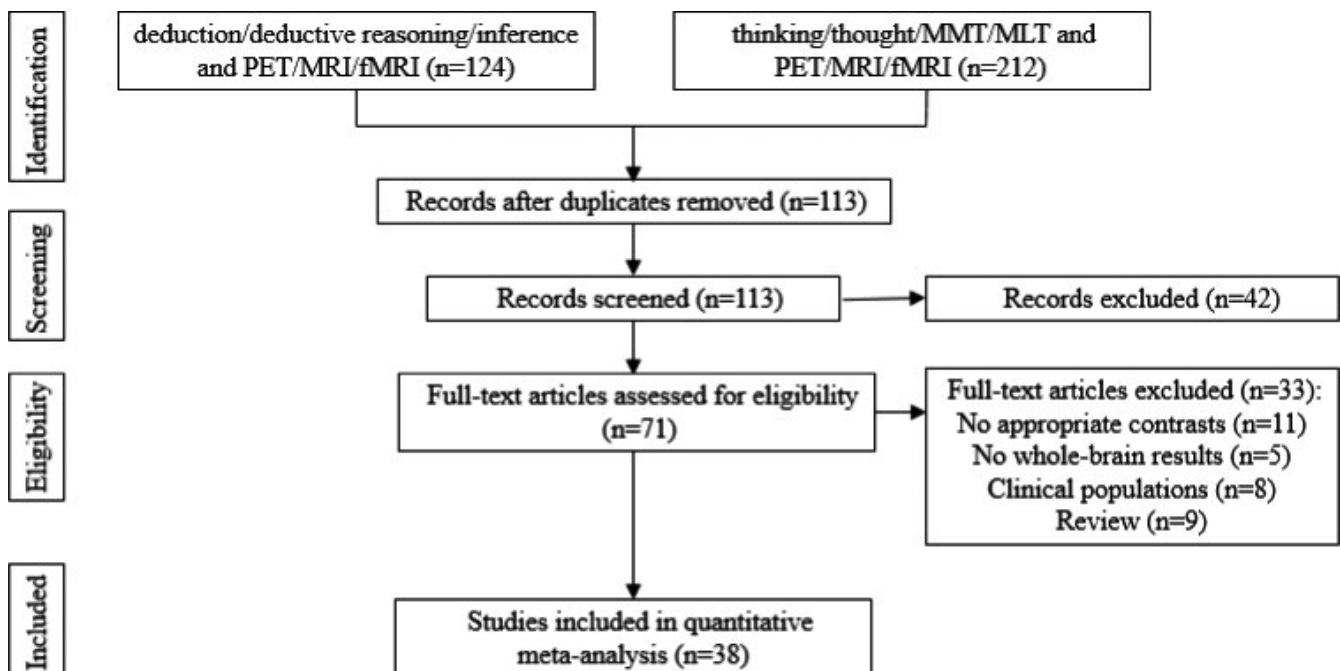 Identification
deduction/deductive reasoning/inference
and PET/MRI/fMRI (n=124)
thinking/thought/MMT/MLT and
PET/MRI/fMRI (n=212)
Records after duplicates removed (n=113)
Screening
Records screened (n=113)
Records excluded (n=42)
Eligibility
Full-text articles assessed for eligibility
(n=71)
Full-text articles excluded (n=33):
No appropriate contrasts (n=11)
No whole-brain results (n=5)
Clinical populations (n=8)
Review (n=9)
Included
Studies included in quantitative
meta-analysis (n=38)